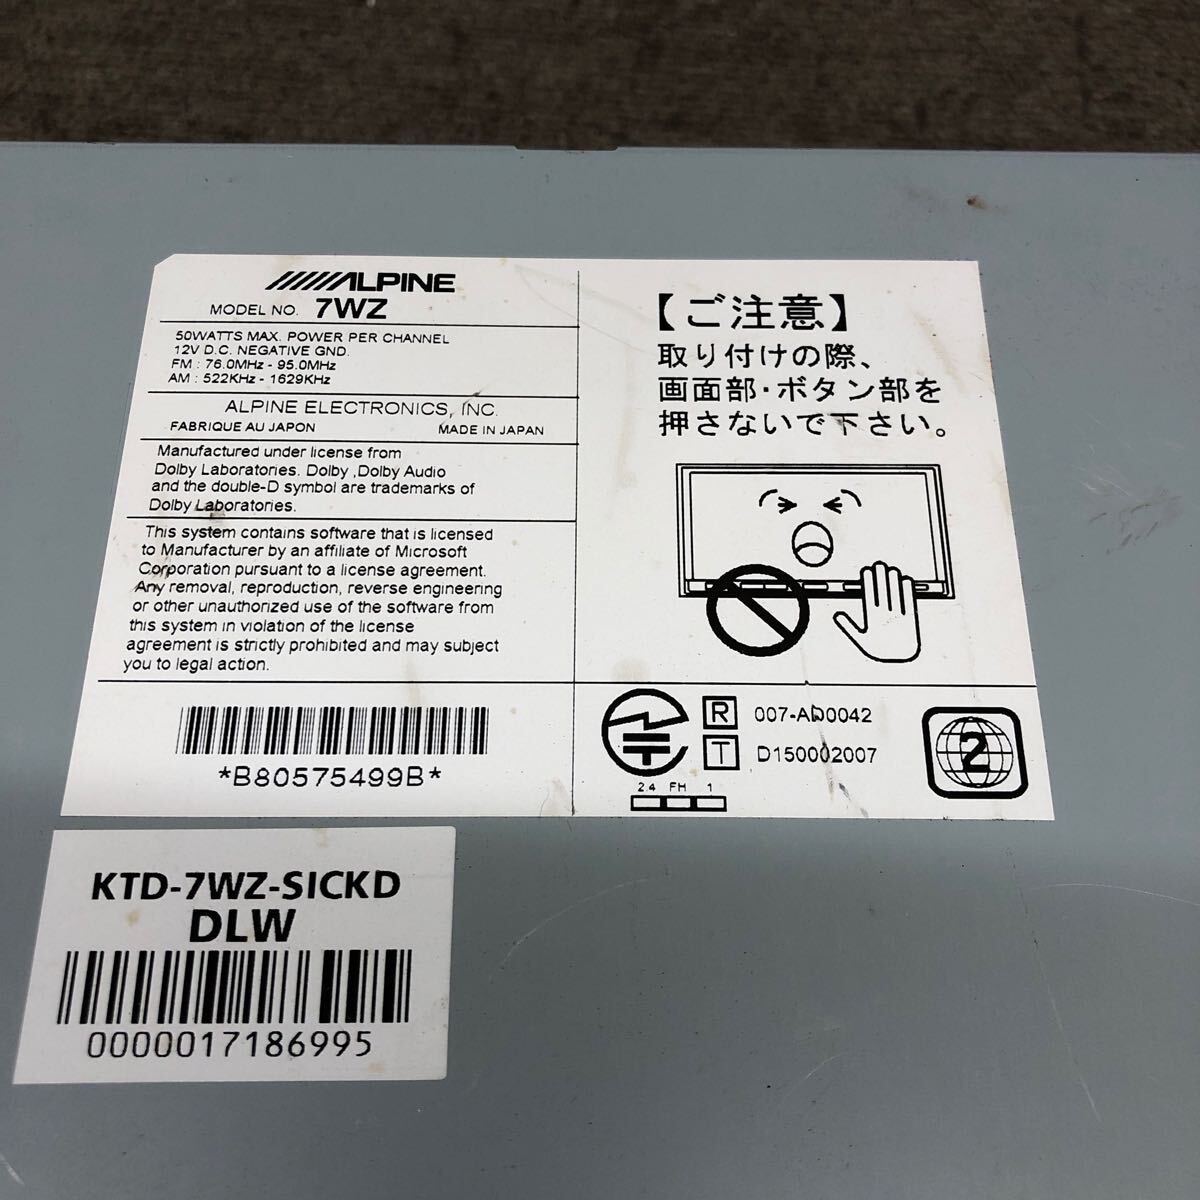 ALPINE
MODEL NO. 7WZ
50WATTS MAX. POWER PER CHANNEL
12V D.C. NEGATIVE GND.
FM : 76.0MHz - 95.0MHz
AM : 522KHz - 1629KHz
ALPINE ELECTRONICS, INC.
FABRIQUE AU JAPON MADE IN JAPAN
Manufactured under license from
Dolby Laboratories. Dolby ,Dolby Audio
and the double-D symbol are trademarks of
Dolby Laboratories.
This system contains software that is licensed
to Manufacturer by an affiliate of Microsoft
Corporation pursuant to a license agreement.
Any removal, reproduction, reverse engineering
or other unauthorized use of the software from
this system in violation of the license
agreement is strictly prohibited and may subject
you to legal action.
*B80575499B*
【ご注意】
取り付けの際、
画面部・ボタン部を
押さないで下さい。
R 007-AD0042
T D150002007
2.4 FH 1
2
KTD-7WZ-SICKD
DLW
0000017186995